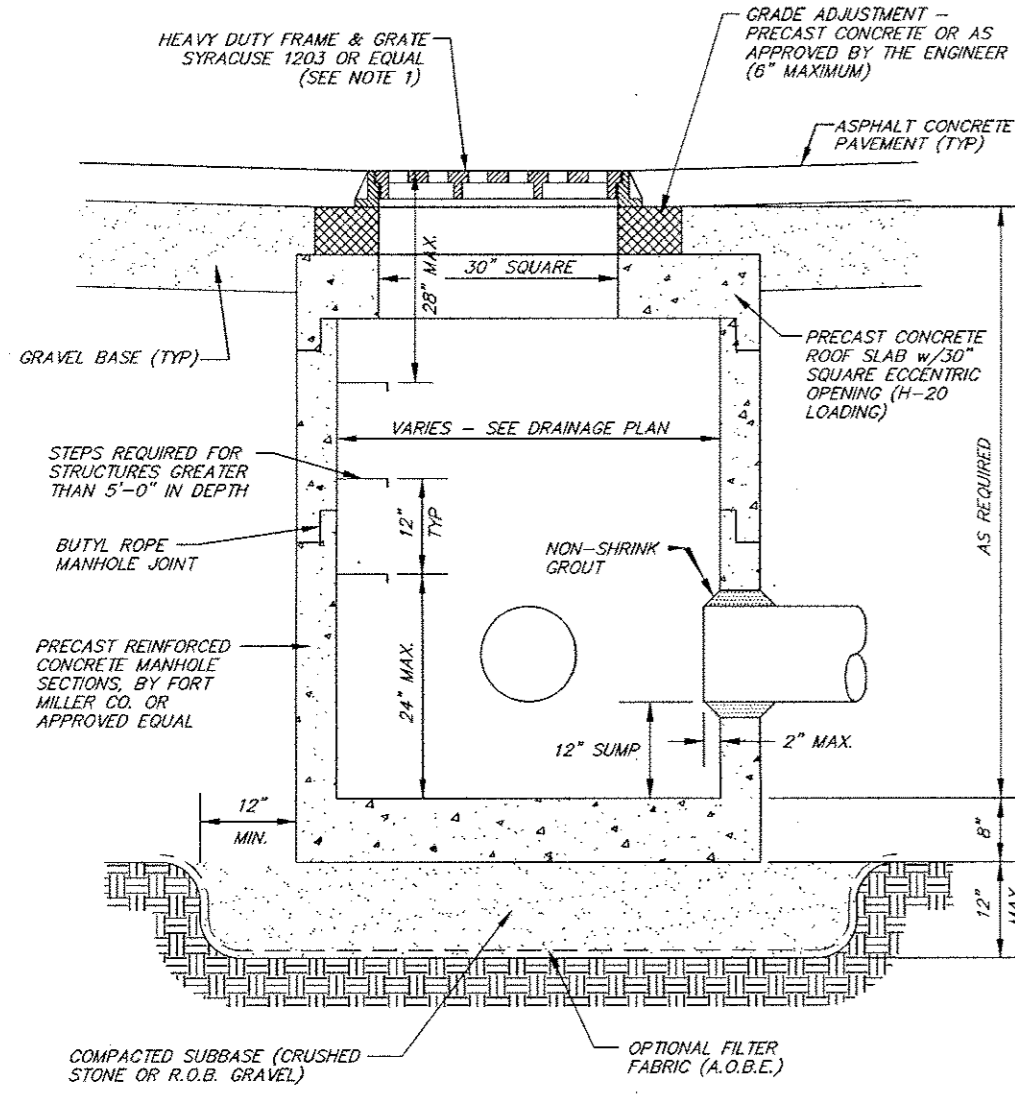 HEAVY DUTY FRAME & GRATE
SYRACUSE 1203 OR EQUAL
(SEE NOTE 1)
GRADE ADJUSTMENT –
PRECAST CONCRETE OR AS
APPROVED BY THE ENGINEER
(6" MAXIMUM)
ASPHALT CONCRETE
PAVEMENT (TYP)
28" MAX.
30" SQUARE
GRAVEL BASE (TYP)
PRECAST CONCRETE
ROOF SLAB w/30"
SQUARE ECCENTRIC
OPENING (H-20
LOADING)
VARIES – SEE DRAINAGE PLAN
STEPS REQUIRED FOR
STRUCTURES GREATER
THAN 5'-0" IN DEPTH
12"
TYP
AS REQUIRED
BUTYL ROPE
MANHOLE JOINT
NON-SHRINK
GROUT
PRECAST REINFORCED
CONCRETE MANHOLE
SECTIONS, BY FORT
MILLER CO. OR
APPROVED EQUAL
24" MAX.
12" SUMP
2" MAX.
12"
MIN.
8"
12"
MAX
COMPACTED SUBBASE (CRUSHED
STONE OR R.O.B. GRAVEL)
OPTIONAL FILTER
FABRIC (A.O.B.E.)